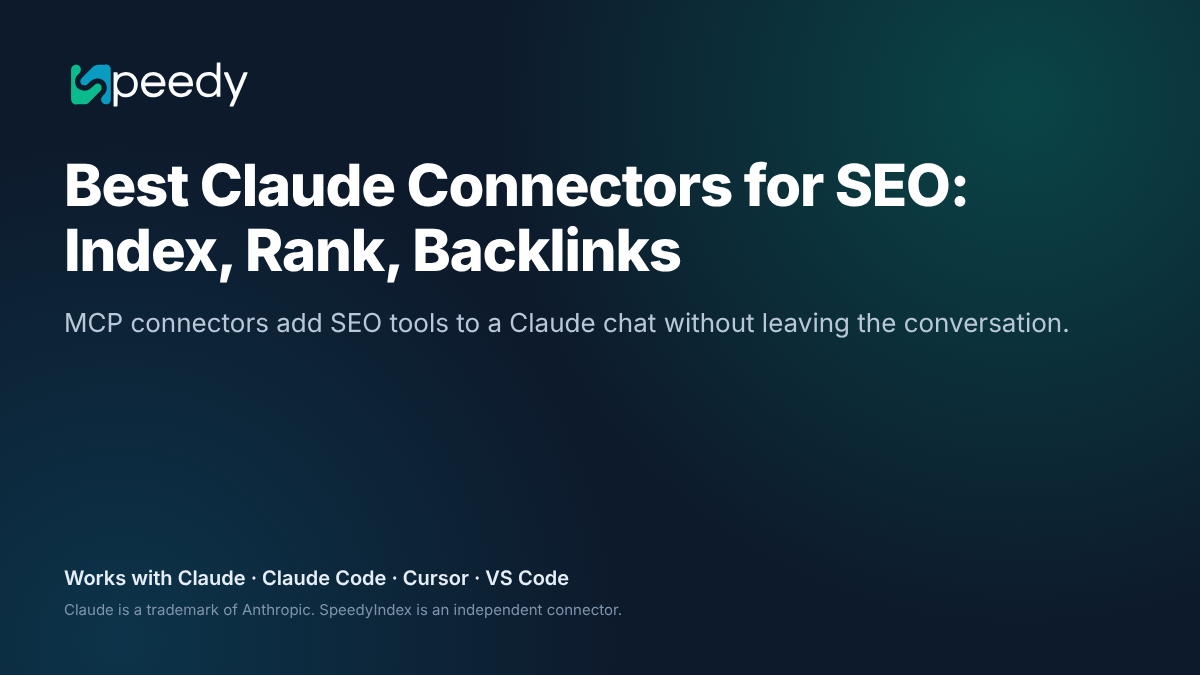 Speedy
Best Claude Connectors for SEO:
Index, Rank, Backlinks
MCP connectors add SEO tools to a Claude chat without leaving the conversation.
Works with Claude · Claude Code · Cursor · VS Code
Claude is a trademark of Anthropic. SpeedyIndex is an independent connector.